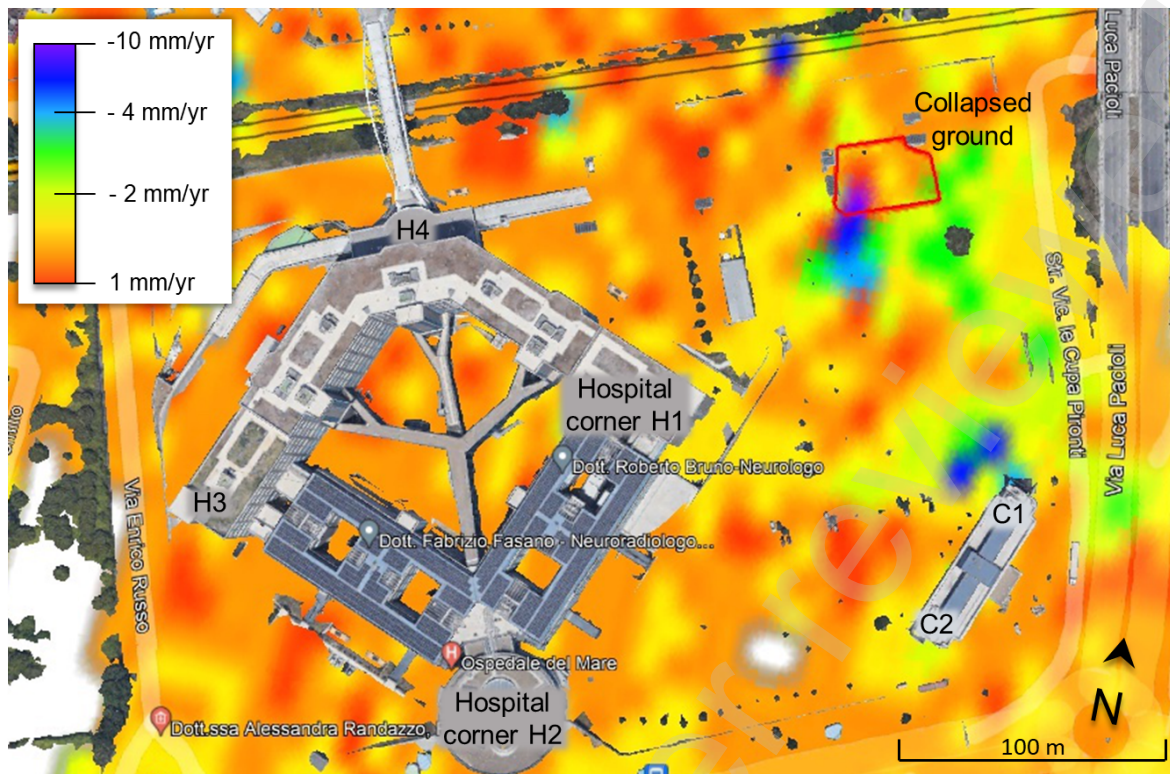 -10 mm/yr
- 4 mm/yr
- 2 mm/yr
1 mm/yr
Luca Pacioli
Collapsed
ground
H4
Str. Vic. le Cupa Pironti
Via Luca Pacioli
Hospital
corner H1
Dott. Roberto Bruno-Neurologo
H3
Dott. Fabrizio Fasano - Neuroradiologo...
C1
Via Enrico Russo
C2
Ospedale del Mare
Hospital
corner H2
Dott.ssa Alessandra Randazzo,
N
100 m